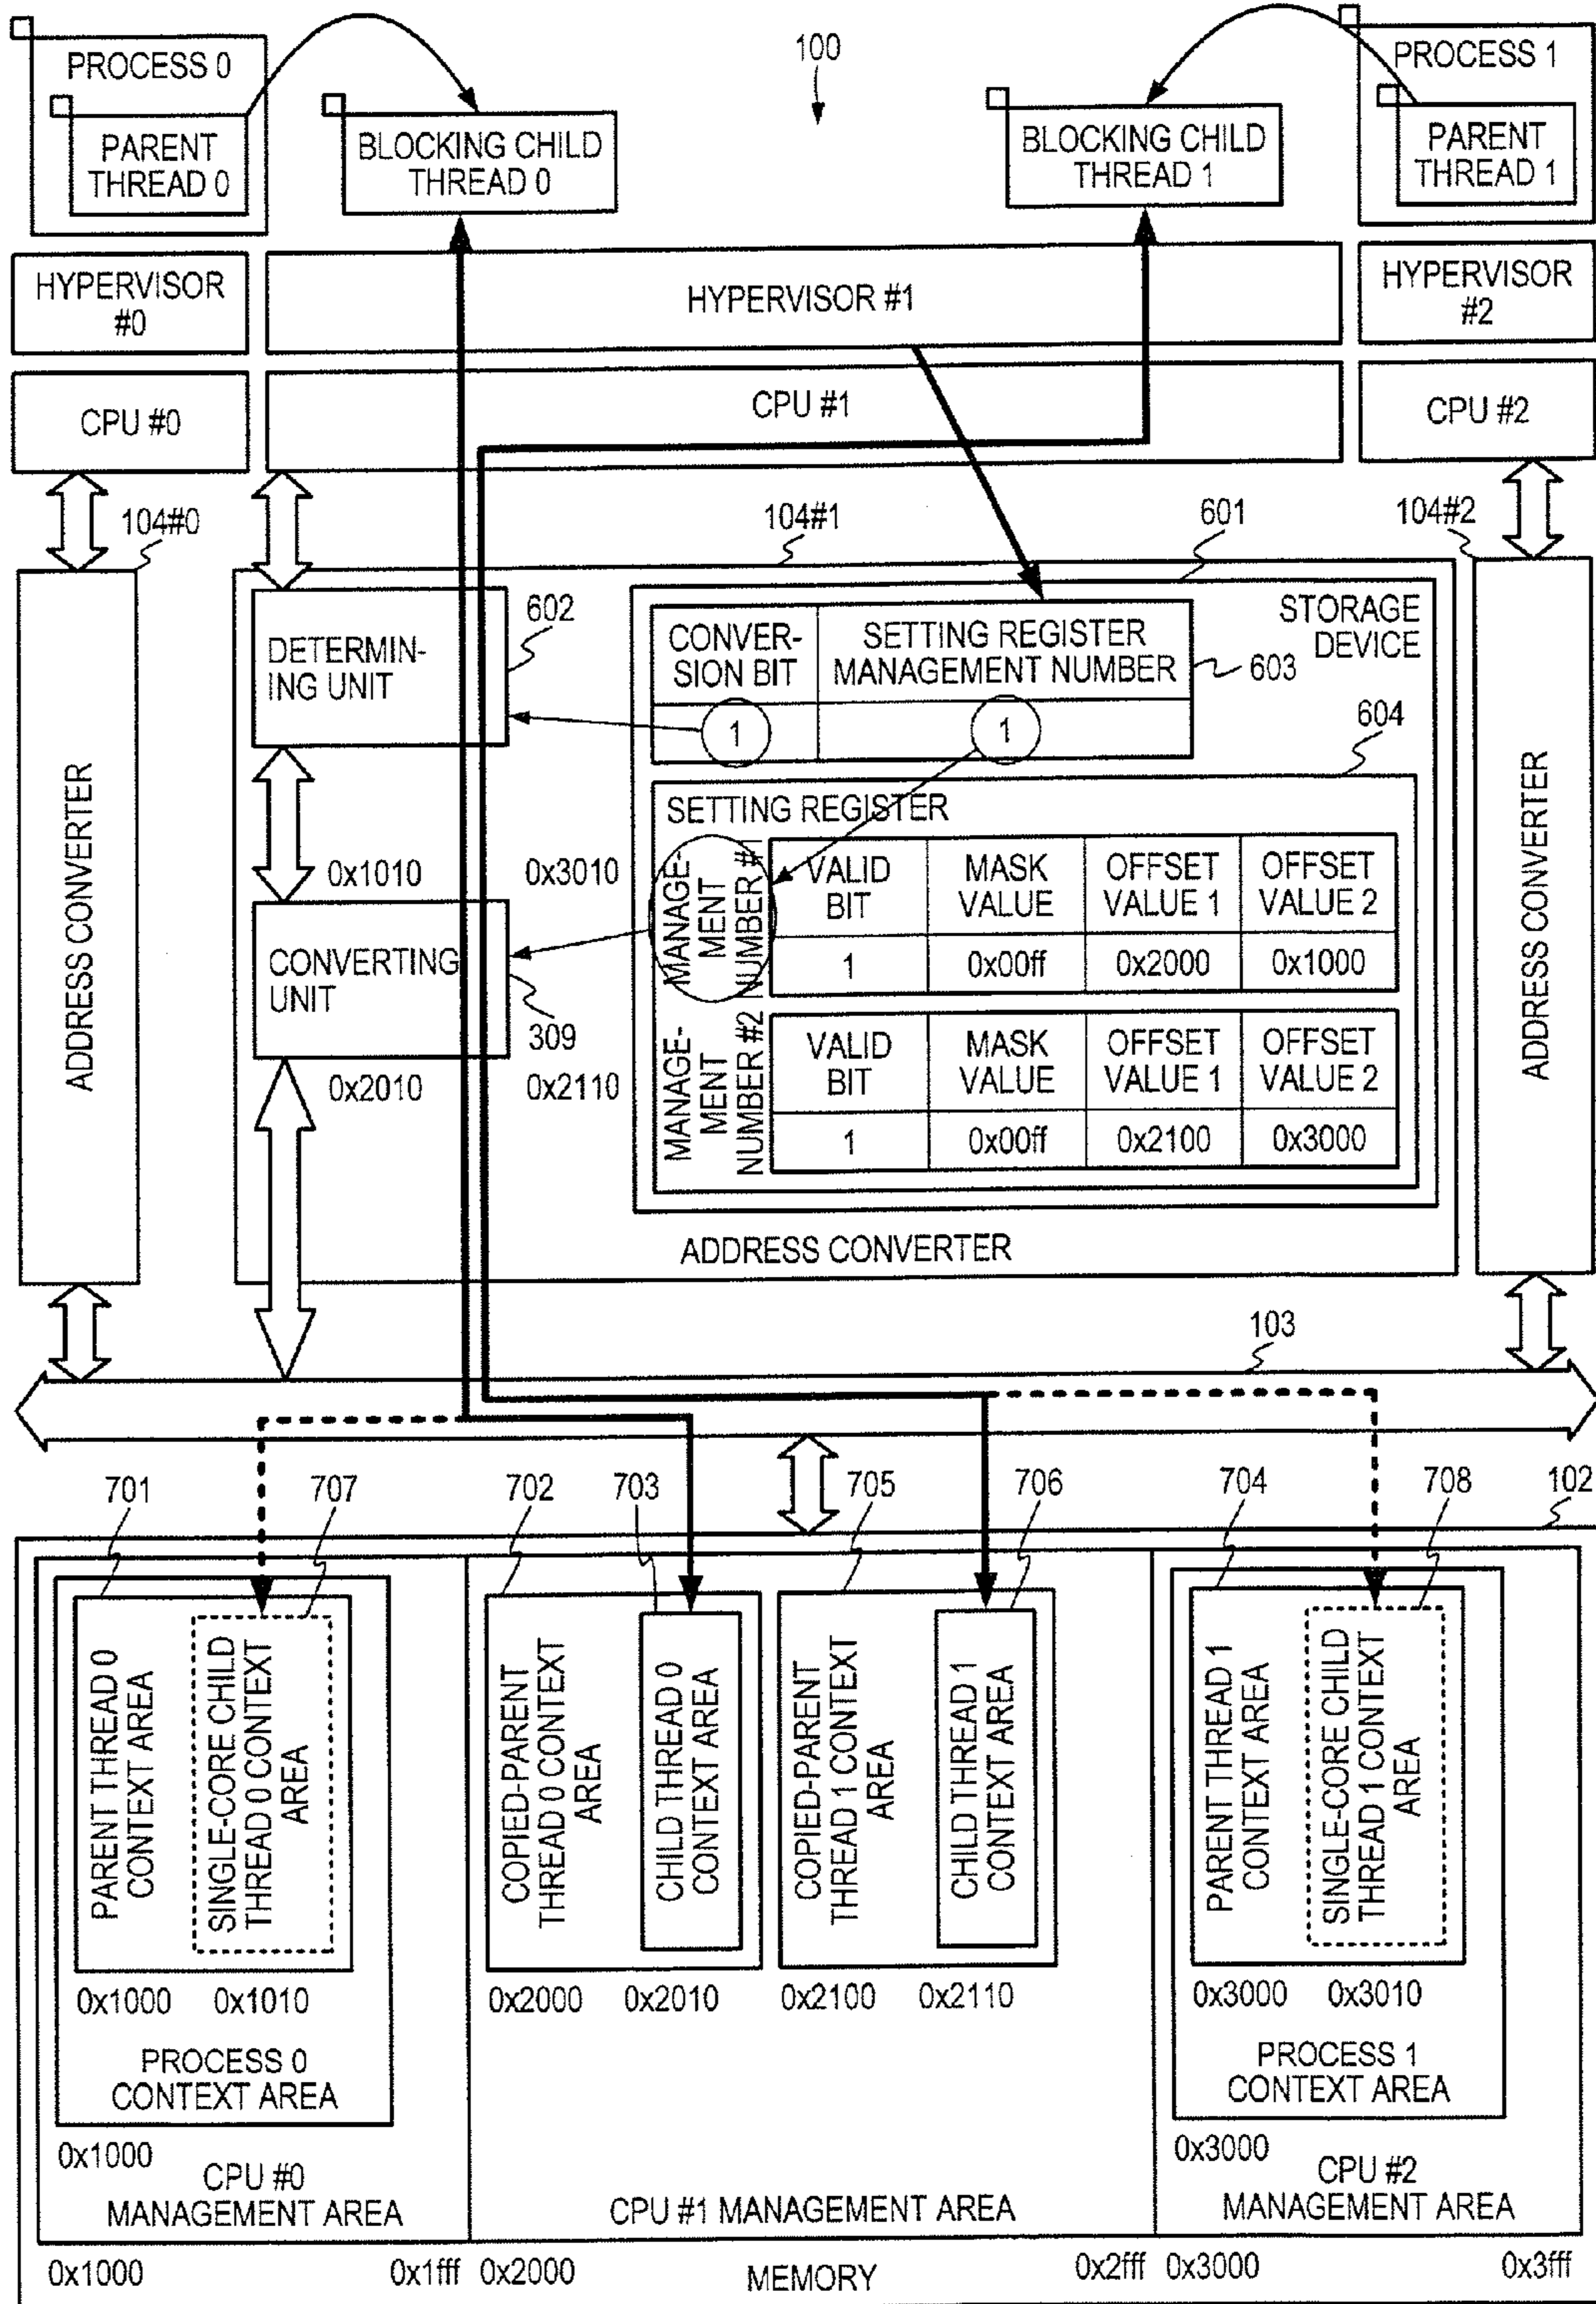 100
PROCESS 0
PARENT
THREAD 0
BLOCKING CHILD
THREAD 0
BLOCKING CHILD
THREAD 1
PROCESS 1
PARENT
THREAD 1
HYPERVISOR
#0
HYPERVISOR #1
HYPERVISOR
#2
CPU #0
CPU #1
CPU #2
104#0
104#1
601
104#2
ADDRESS CONVERTER
DETERMIN-
ING UNIT
602
STORAGE
DEVICE
CONVER-
SION BIT
SETTING REGISTER
MANAGEMENT NUMBER
603
1
1
604
0x1010
0x3010
CONVERTING
UNIT
309
0x2010
0x2110
SETTING REGISTER
MANAGE-
MENT
NUMBER #1
VALID
BIT
MASK
VALUE
OFFSET
VALUE 1
OFFSET
VALUE 2
1
0x00ff
0x2000
0x1000
MANAGE-
MENT
NUMBER #2
VALID
BIT
MASK
VALUE
OFFSET
VALUE 1
OFFSET
VALUE 2
1
0x00ff
0x2100
0x3000
ADDRESS CONVERTER
ADDRESS CONVERTER
103
701
707
702
703
705
706
704
708
102
PARENT THREAD 0
CONTEXT AREA
SINGLE-CORE CHILD
THREAD 0 CONTEXT
AREA
COPIED-PARENT
THREAD 0 CONTEXT
AREA
CHILD THREAD 0
CONTEXT AREA
COPIED-PARENT
THREAD 1 CONTEXT
AREA
CHILD THREAD 1
CONTEXT AREA
PARENT THREAD 1
CONTEXT AREA
SINGLE-CORE CHILD
THREAD 1 CONTEXT
AREA
0x1000
0x1010
0x2000
0x2010
0x2100
0x2110
0x3000
0x3010
PROCESS 0
CONTEXT AREA
PROCESS 1
CONTEXT AREA
0x1000
0x3000
CPU #0
MANAGEMENT AREA
CPU #1 MANAGEMENT AREA
CPU #2
MANAGEMENT AREA
0x1000
0x1fff
0x2000
MEMORY
0x2fff
0x3000
0x3fff